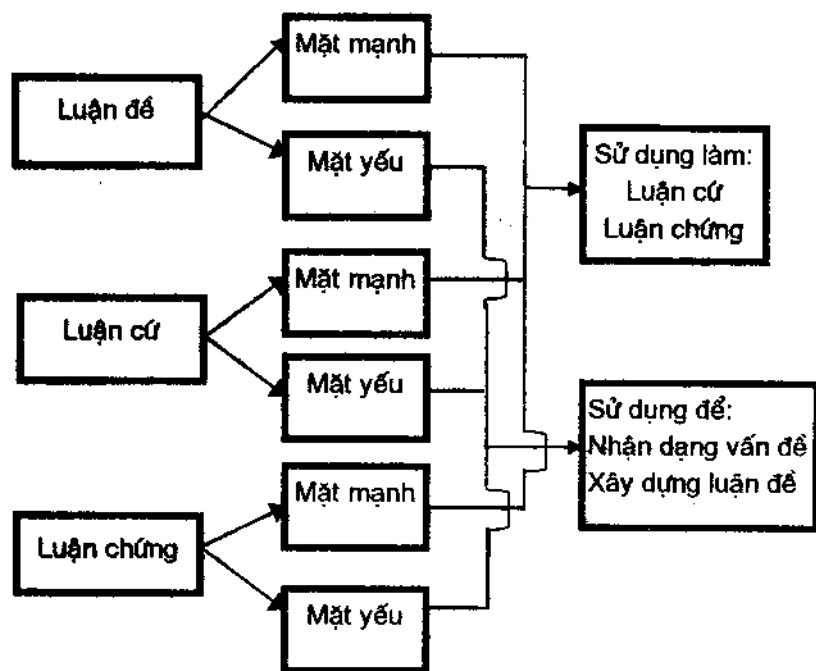 Luận đề
Mặt mạnh
Mặt yếu
Luận cứ
Mặt mạnh
Mặt yếu
Luận chứng
Mặt mạnh
Mặt yếu
Sử dụng làm:
Luận cứ
Luận chứng
Sử dụng để:
Nhận dạng vấn đề
Xây dựng luận đề